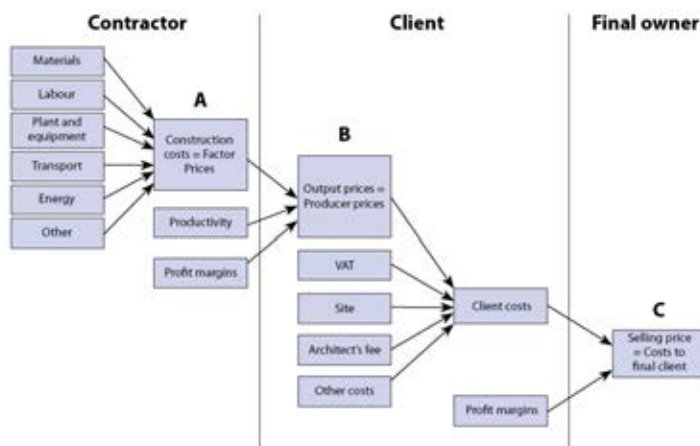 Contractor
Client
Final owner
Materials
Labour
Plant and
equipment
Transport
Energy
Other
A
Construction
costs = Factor
Prices
Productivity
Profit margins
B
Output prices =
Producer prices
VAT
Site
Architect's fee
Other costs
Client costs
Profit margins
C
Selling price
= Costs to
final client